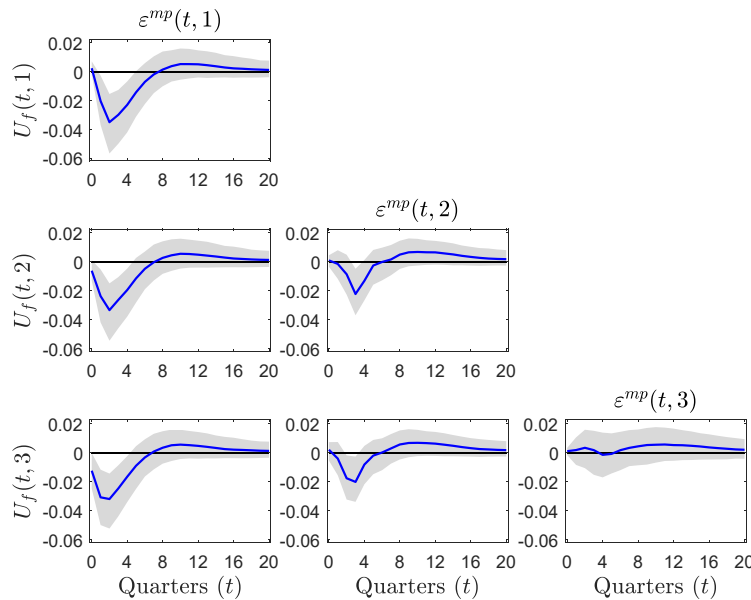 ε^{mp}(t, 1)
0.02
0
-0.02
-0.04
-0.06
U_f(t, 1)
0 4 8 12 16 20
ε^{mp}(t, 2)
0.02
0
-0.02
-0.04
-0.06
U_f(t, 2)
0 4 8 12 16 20
0.02
0
-0.02
-0.04
-0.06
0 4 8 12 16 20
ε^{mp}(t, 3)
0.02
0
-0.02
-0.04
-0.06
U_f(t, 3)
0 4 8 12 16 20
Quarters (t)
0.02
0
-0.02
-0.04
-0.06
0 4 8 12 16 20
Quarters (t)
0.02
0
-0.02
-0.04
-0.06
0 4 8 12 16 20
Quarters (t)